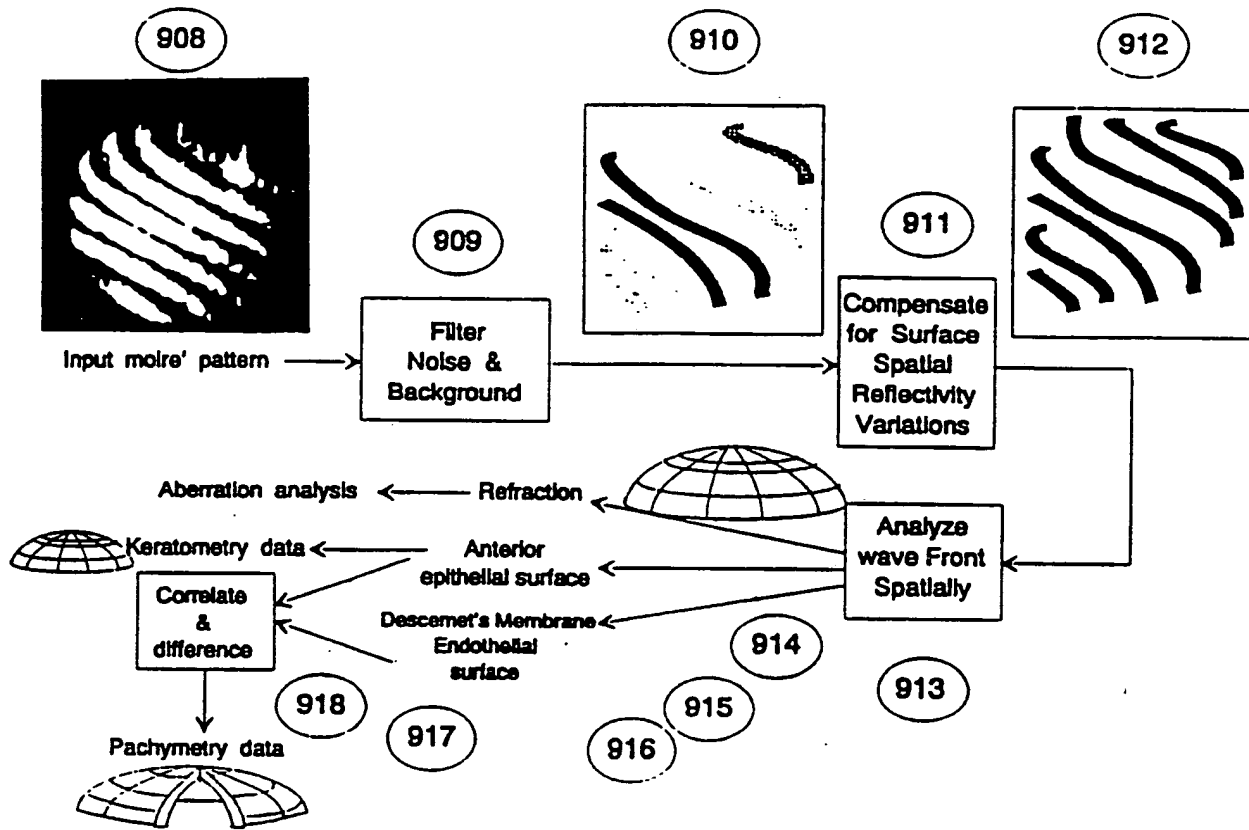 908
910
912
909
911
Input moire' pattern
Filter
Noise &
Background
Compensate
for Surface
Spatial
Reflectivity
Variations
Aberration analysis
Refraction
Analyze
wave Front
Spatially
Keratometry data
Anterior
epithelial surface
Correlate
&
difference
Descemet's Membrane
Endothelial
surface
914
913
915
918
917
916
Pachymetry data